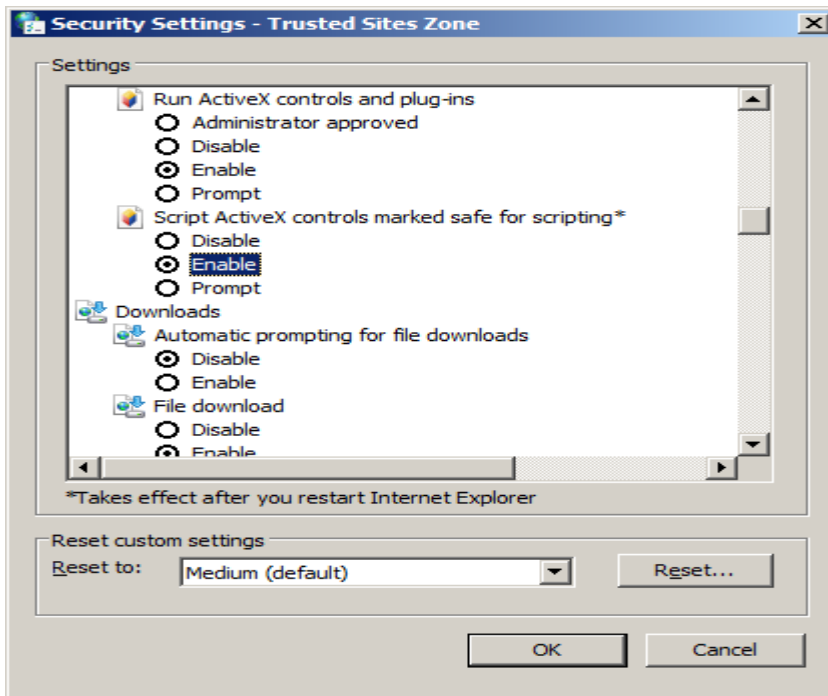 Security Settings - Trusted Sites Zone
Settings
Run ActiveX controls and plug-ins
Administrator approved
Disable
Enable
Prompt
Script ActiveX controls marked safe for scripting*
Disable
Enable
Prompt
Downloads
Automatic prompting for file downloads
Disable
Enable
File download
Disable
Enable
*Takes effect after you restart Internet Explorer
Reset custom settings
Reset to:
Medium (default)
Reset...
OK
Cancel